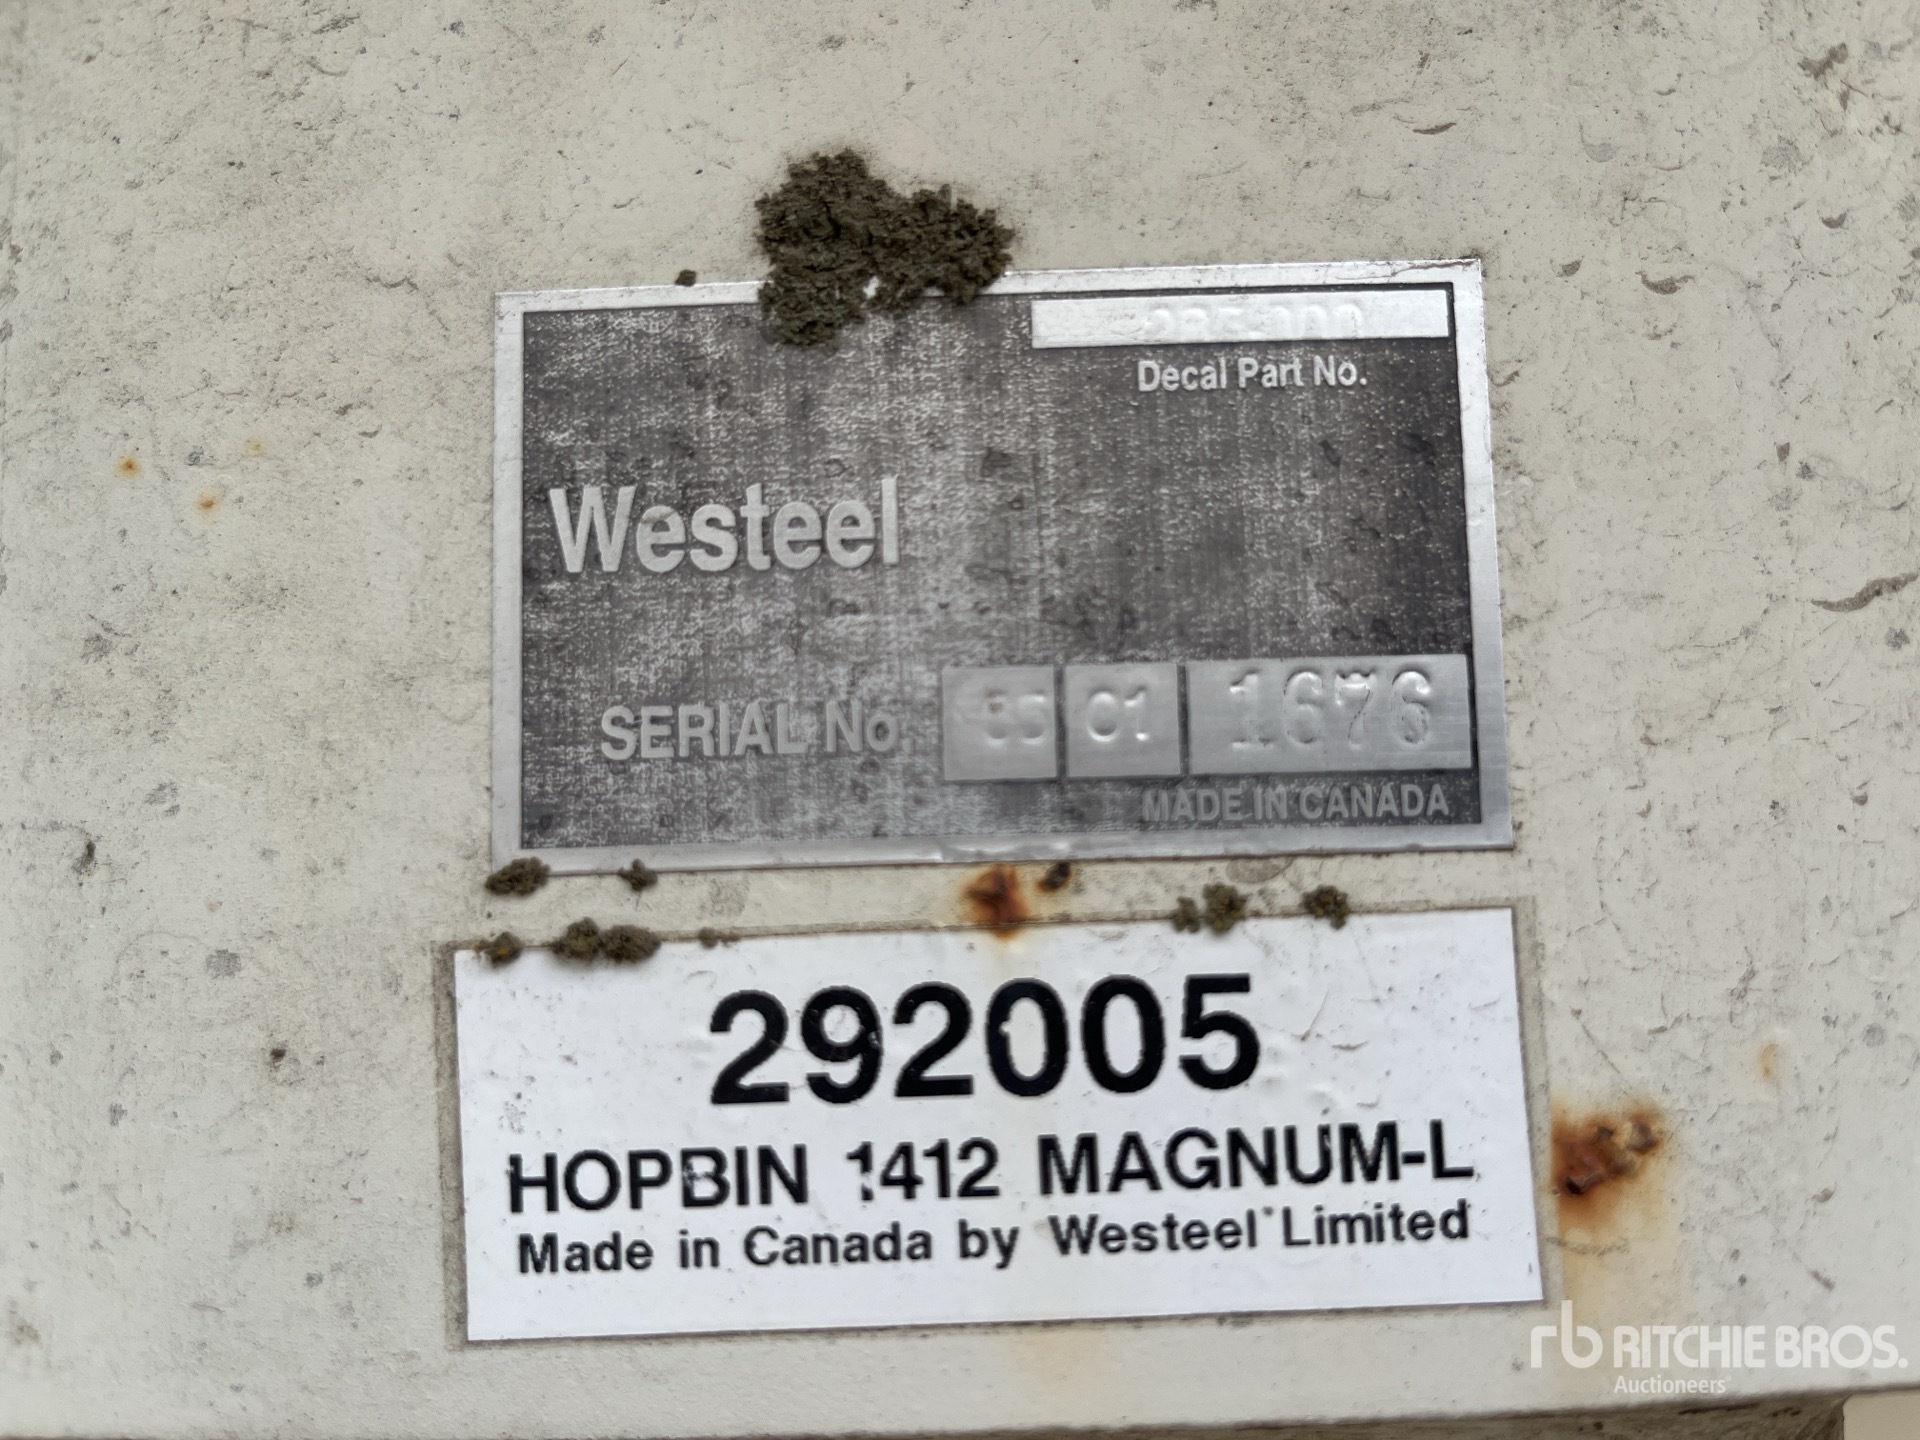 Decal Part No.
Westeel
SERIAL No. 01 1676
MADE IN CANADA
292005
HOPBIN 1412 MAGNUM-L
Made in Canada by Westeel Limited
rb RITCHIE BROS.
Auctioneers